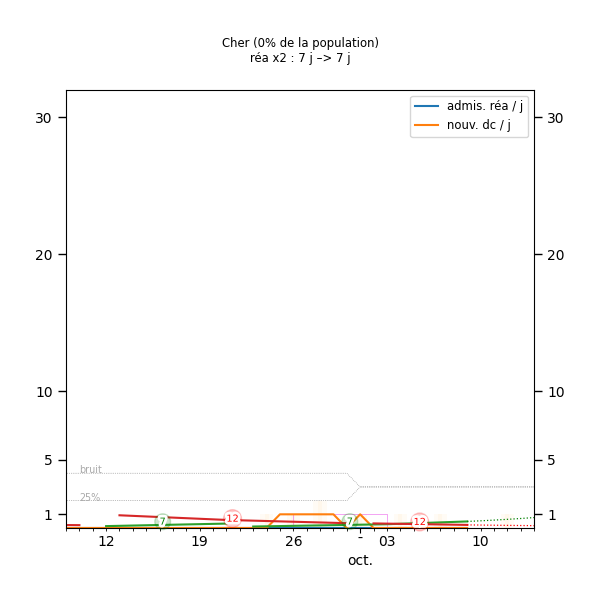 Cher (0% de la population)
réa x2 : 7 j –> 7 j
admis. réa / j
nouv. dc / j
30 30
20 20
10 10
5 5
bruit
25%
1 1
7 12 7 12
12 19 26 - 03 10
oct.